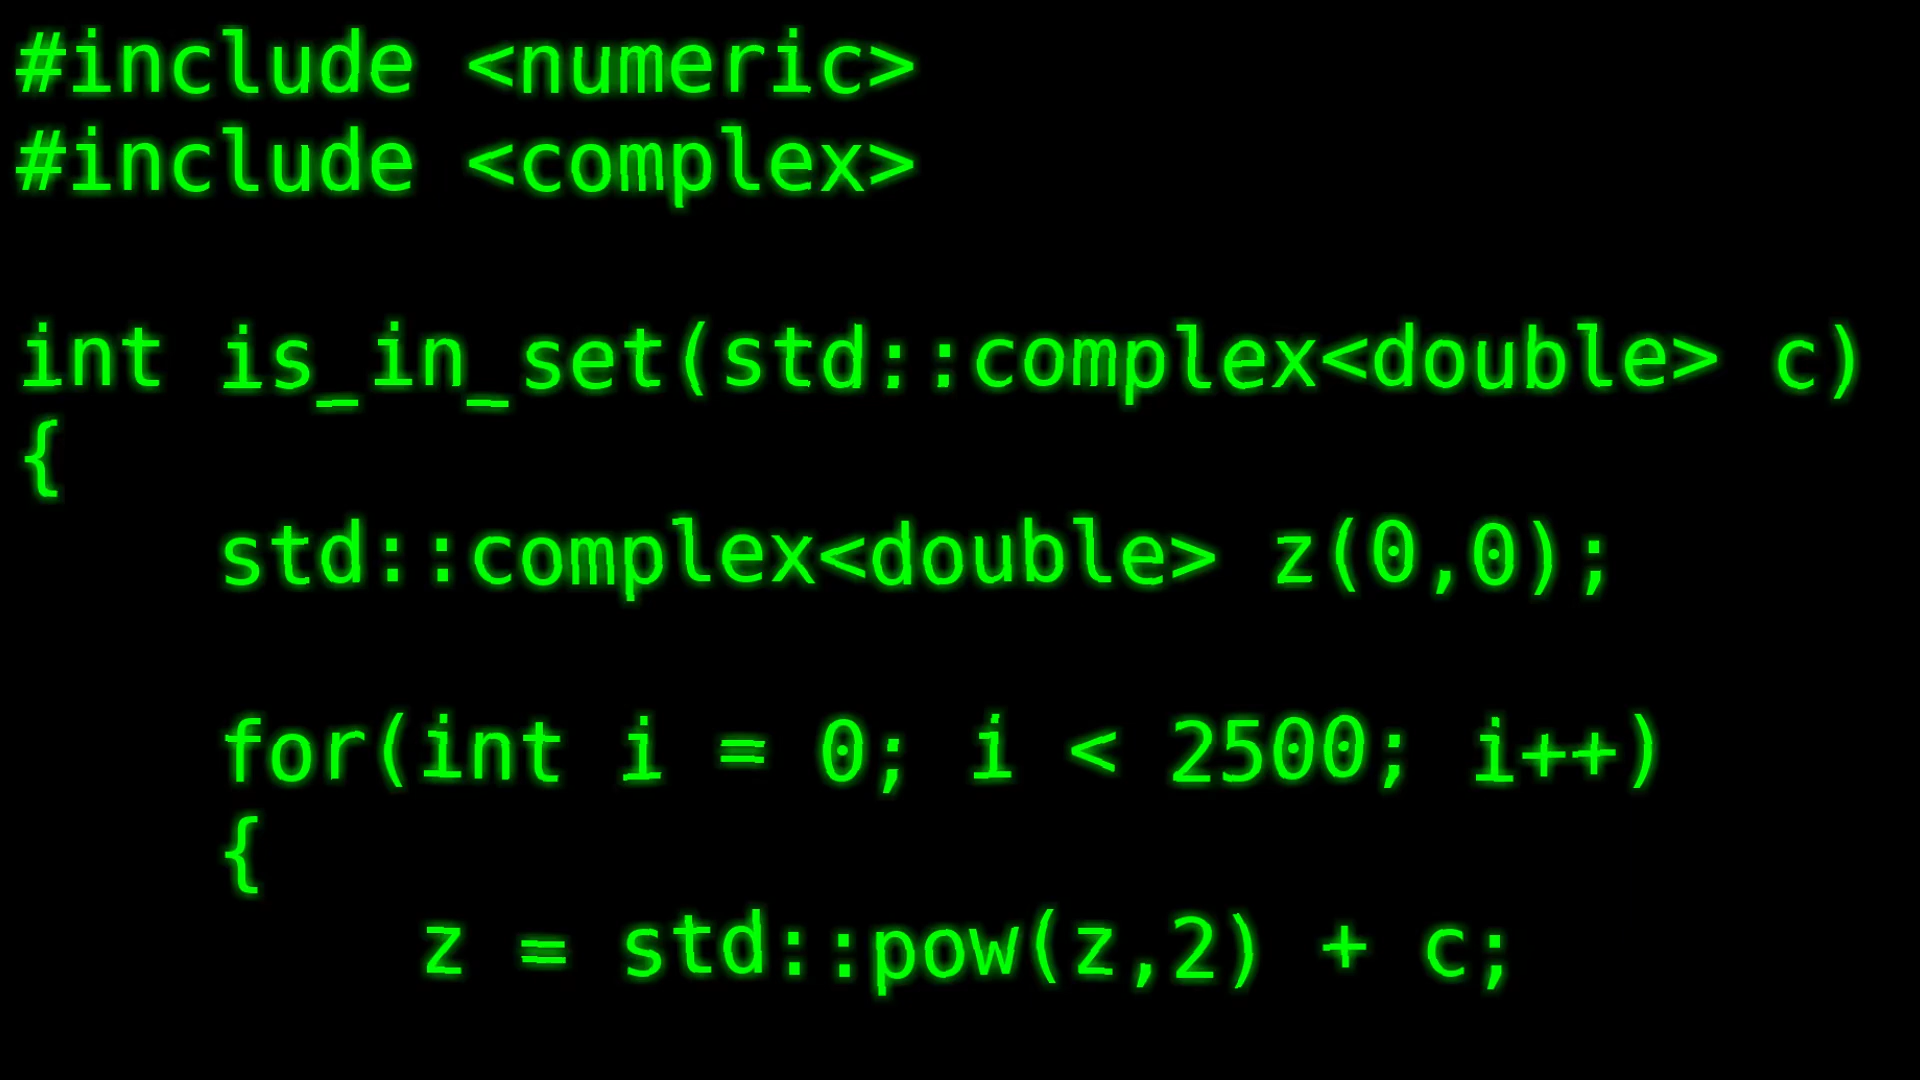 #include <numeric>
#include <complex>
int is_in_set(std::complex<double> c)
{
std::complex<double> z(0,0);
for(int i = 0; i < 2500; i++)
{
z = std::pow(z,2) + c;